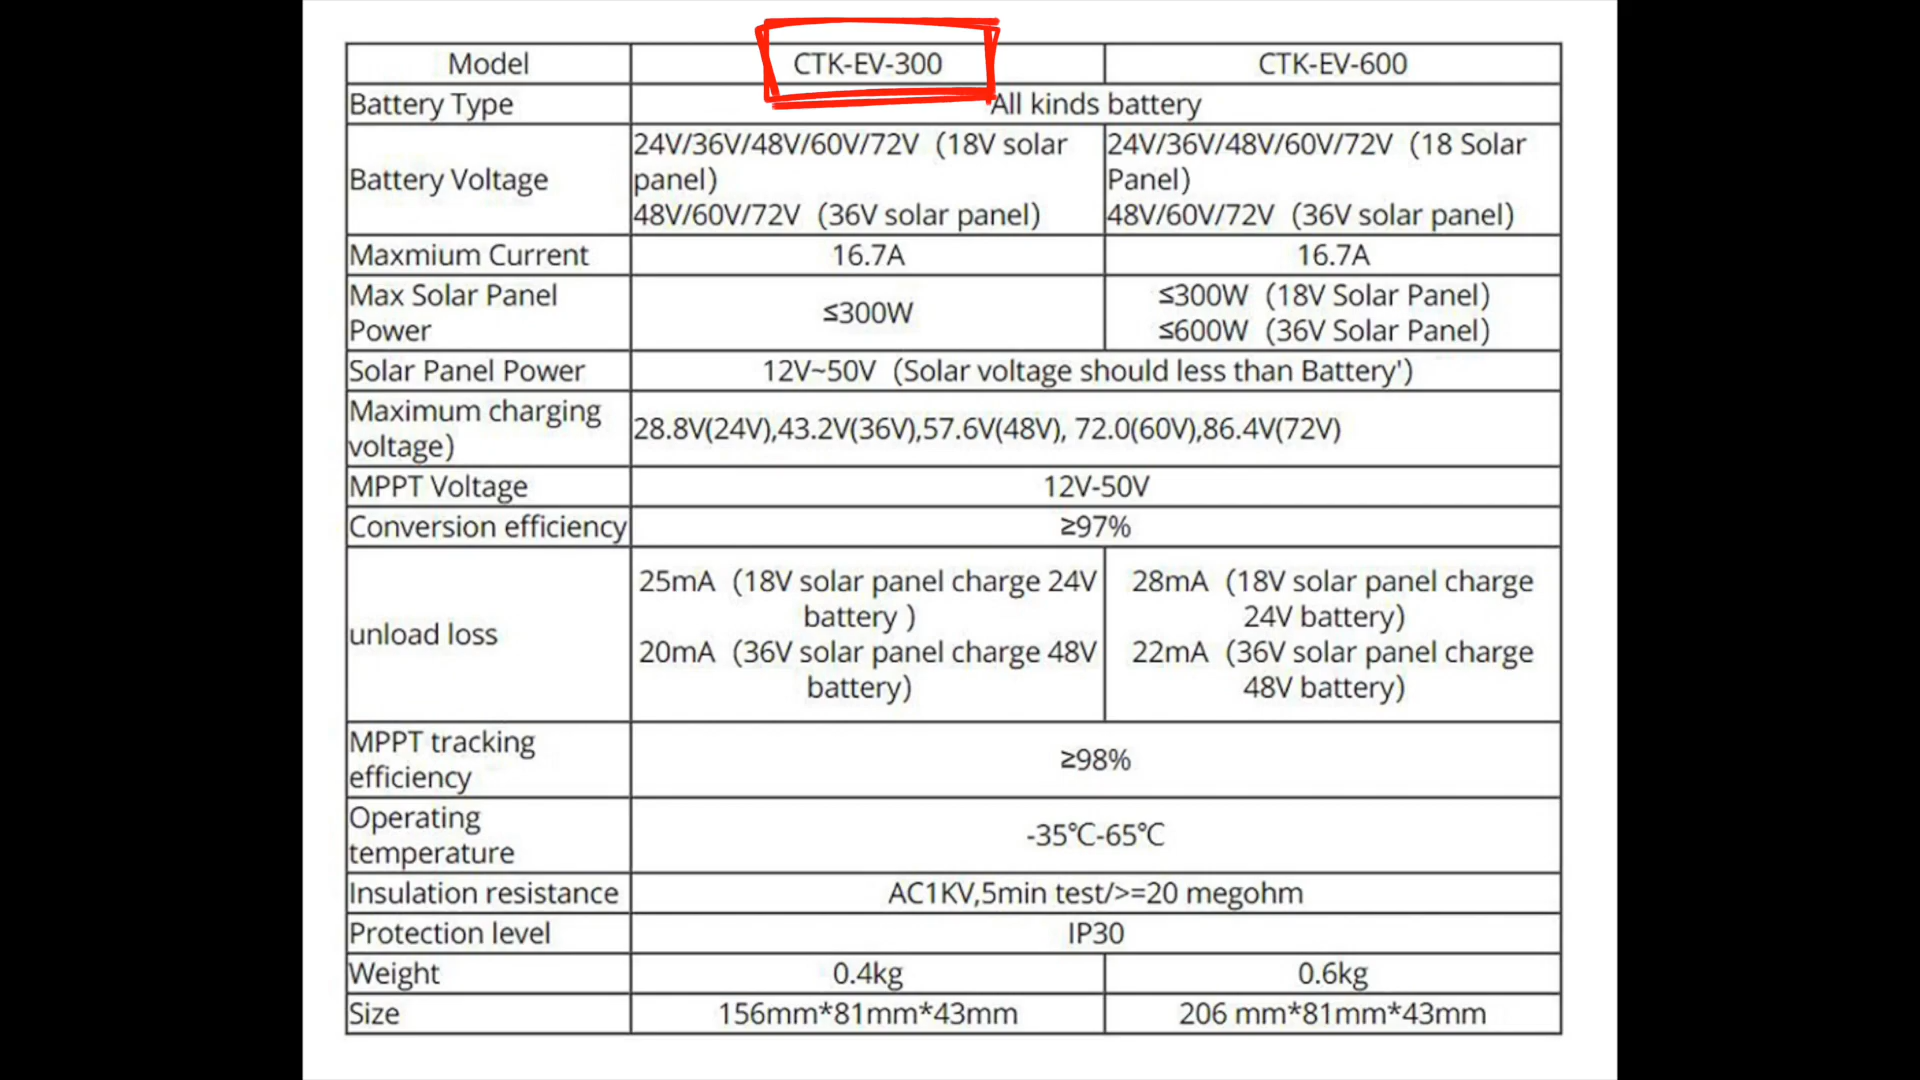 Model CTK-EV-300 CTK-EV-600
Battery Type All kinds battery
Battery Voltage
24V/36V/48V/60V/72V (18V solar
panel)
48V/60V/72V (36V solar panel)
24V/36V/48V/60V/72V (18 Solar
Panel)
48V/60V/72V (36V solar panel)
Maxmium Current 16.7A 16.7A
Max Solar Panel
Power
≤300W
≤300W (18V Solar Panel)
≤600W (36V Solar Panel)
Solar Panel Power 12V~50V (Solar voltage should less than Battery')
Maximum charging
voltage)
28.8V(24V),43.2V(36V),57.6V(48V), 72.0(60V),86.4V(72V)
MPPT Voltage 12V-50V
Conversion efficiency ≥97%
unload loss
25mA (18V solar panel charge 24V
battery )
20mA (36V solar panel charge 48V
battery)
28mA (18V solar panel charge
24V battery)
22mA (36V solar panel charge
48V battery)
MPPT tracking
efficiency
≥98%
Operating
temperature
-35℃-65℃
Insulation resistance AC1KV,5min test/>=20 megohm
Protection level IP30
Weight 0.4kg 0.6kg
Size 156mm*81mm*43mm 206 mm*81mm*43mm